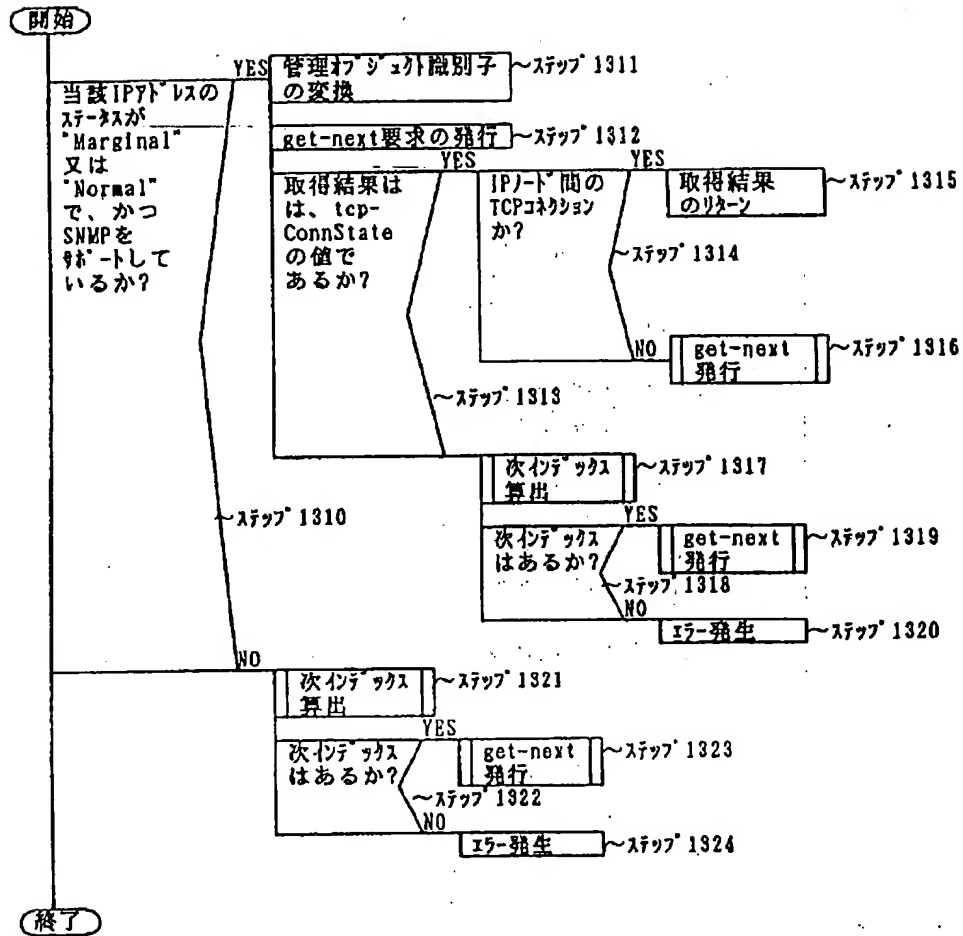 開始
YES
当該IPアドレスの
ステータスが
"Marginal"
又は
"Normal"
で、かつ
SNMPを
サポートして
いるか?
管理オブジェクト識別子
の変換
~ステップ1311
get-next要求の発行
~ステップ1312
YES
取得結果は
は、tcp-
ConnState
の値で
あるか?
IPノード間の
TCPコネクション
か?
YES
取得結果
のリターン
~ステップ1315
~ステップ1314
NO
get-next
発行
~ステップ1316
~ステップ1313
次インデックス
算出
~ステップ1317
YES
次インデックス
はあるか?
get-next
発行
~ステップ1319
~ステップ1318
NO
エラー発生
~ステップ1320
~ステップ1310
NO
次インデックス
算出
~ステップ1321
YES
次インデックス
はあるか?
get-next
発行
~ステップ1323
~ステップ1322
NO
エラー発生
~ステップ1324
終了